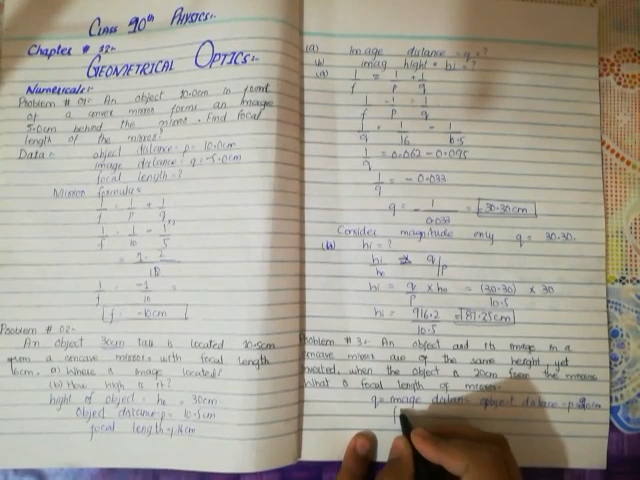 CLASS 10th PHYSICS:-
Chapter # 12:-
GEOMETRICAL OPTICS:-
Numericals:-
Problem # 01:- An object 10.0cm in front
of a convex mirror forms an image
5.0cm behind the mirror. Find focal
length of the mirror?
Data:- object distance = p = 10.0cm
image distance = q = -5.0cm
focal length = ?
Mirror formula:-
1/f = 1/p + 1/q
1/f = 1/10 - 1/5
= 1 - 2 / 10
1/f = -1/10 =
f = -10cm
Problem # 02:-
An object 30cm tall is located 10.5cm
from a concave mirror with focal length
16cm. a) Where is image located?
(b) How high is it?
hight of object = ho = 30cm
Object distance = p = 10.5cm
focal length = f = 16cm
(a) Image distance = q = ?
(b) imag hight = hi = ?
(a) 1/f = 1/p + 1/q
1/f - 1/p = 1/q
1/q = 1/16 - 1/10.5
1/q = 0.062 - 0.095
1/q = -0.033
q = - 1/0.033 = -30.30cm
Consider magnitude only q = 30.30.
(b) hi = ?
hi/ho = q/p
hi = q/p x ho = (30.30)/10.5 x 30
hi = 916.2/10.5 = 87.25cm
Problem # 3:- An object and its image in a
concave mirror are of the same height, yet
inverted, when the object is 20cm from the mirror.
What is focal length of mirror.
q = image distan = object distance = p = 20cm
f